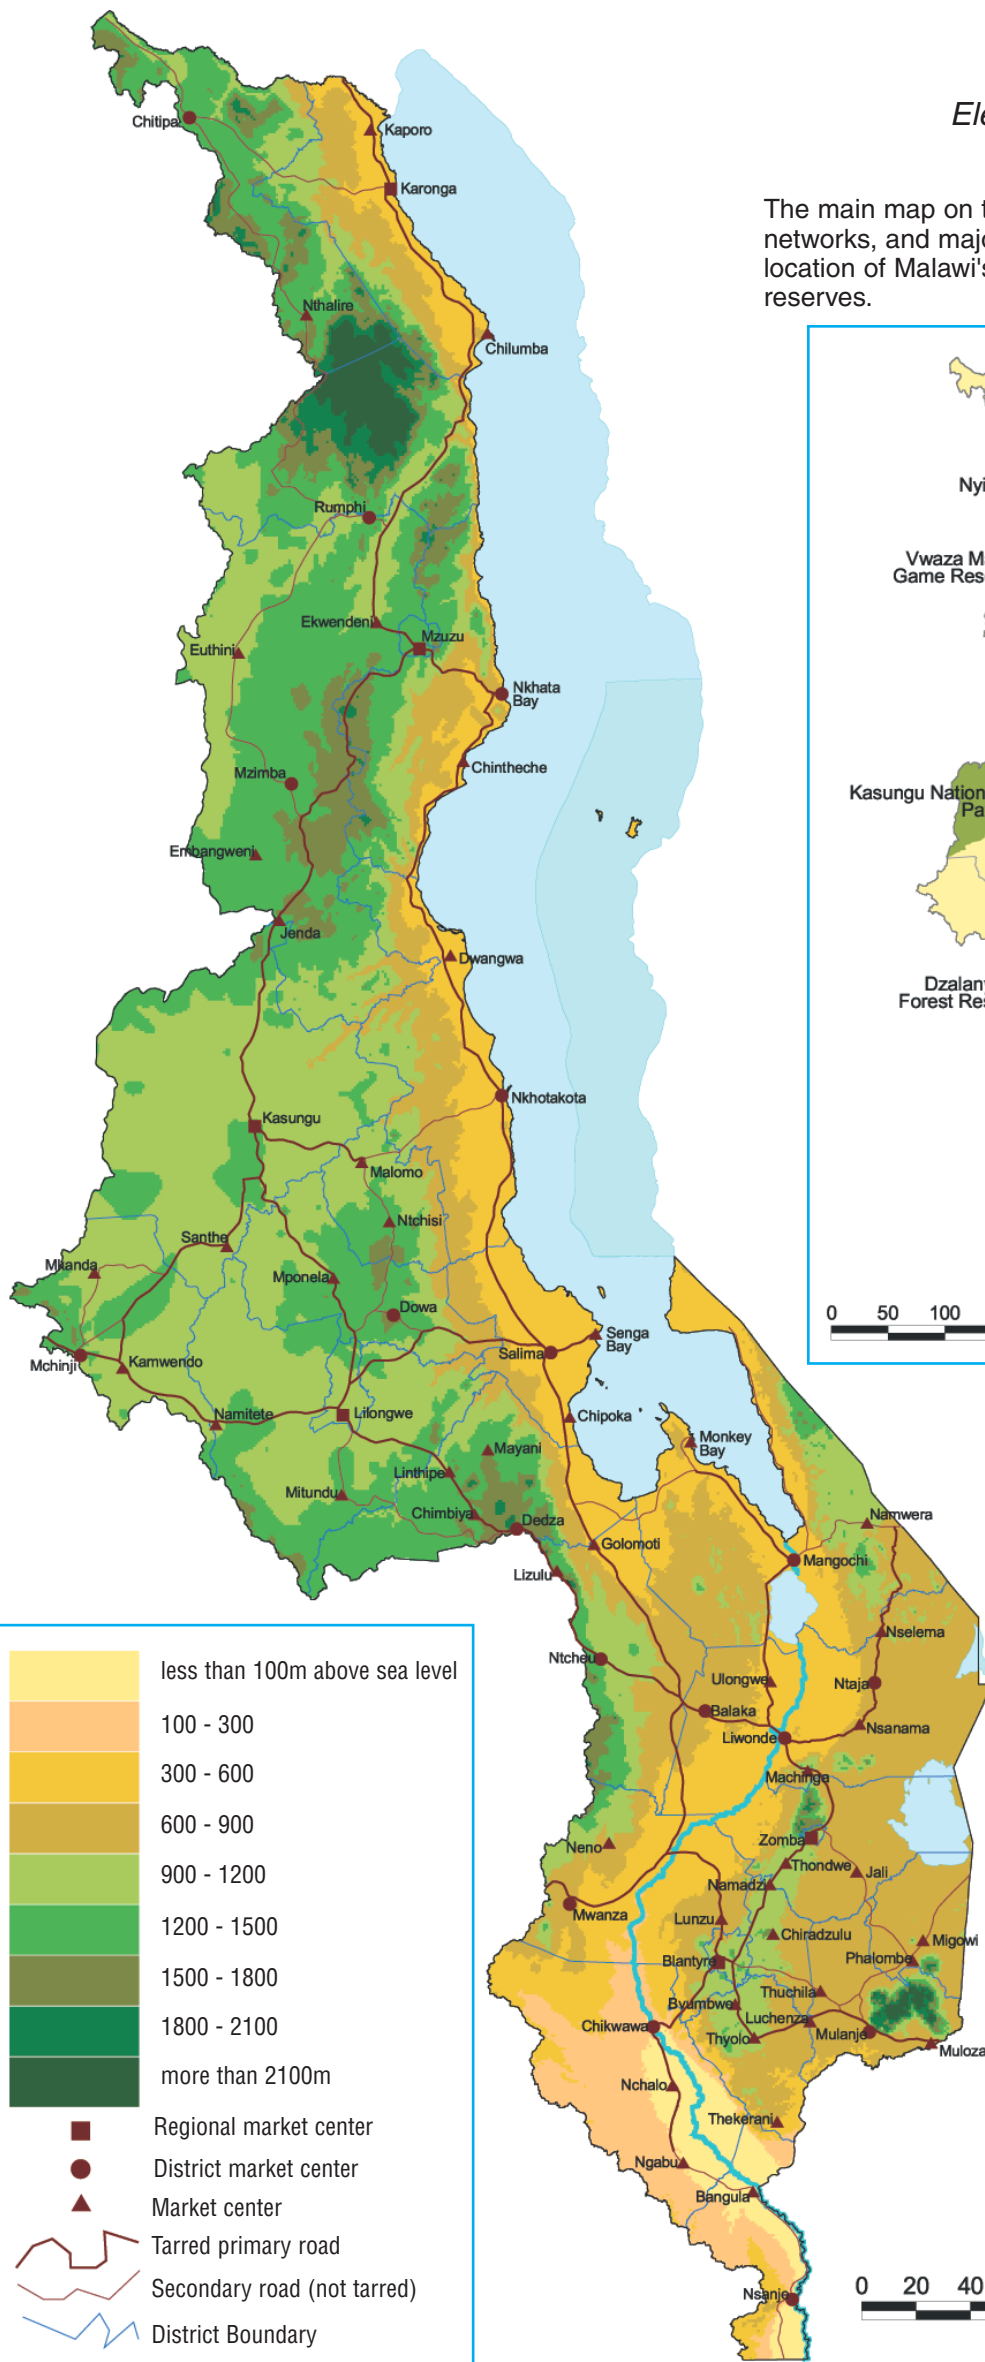 Ele
The main map on t
networks, and majo
location of Malawi's
reserves.
Chitipa
Kaporo
Karonga
Nthalire
Chilumba
Rumphi
Ekwendeni
Mzuzu
Euthini
Nkhata
Bay
Mzimba
Chintheche
Embangweni
Jenda
Dwangwa
Nkhotakota
Kasungu
Malomo
Ntchisi
Santhe
Mkanda
Mponela
Dowa
Senga
Bay
Salima
Mchinji
Kamwendo
Namitete
Lilongwe
Chipoka
Monkey
Bay
Mayani
Linthipe
Mitundu
Chimbiya
Dedza
Namwera
Golomoti
Mangochi
Lizulu
Nselema
Ntcheu
Ulongwe
Ntaja
Balaka
Nsanama
Liwonde
Machinga
Zomba
Neno
Thondwe
Jali
Namadzi
Mwanza
Lunzu
Chiradzulu
Migowi
Blantyre
Phalombe
Thuchila
Bvumbwe
Luchenza
Chikwawa
Thyolo
Mulanje
Muloza
Nchalo
Thekerani
Ngabu
Bangula
Nsanje
Nyi
Vwaza M
Game Res
Kasungu Nation
Pa
Dzalan
Forest Res
0 50 100
less than 100m above sea level
100 - 300
300 - 600
600 - 900
900 - 1200
1200 - 1500
1500 - 1800
1800 - 2100
more than 2100m
Regional market center
District market center
Market center
Tarred primary road
Secondary road (not tarred)
District Boundary
0 20 40